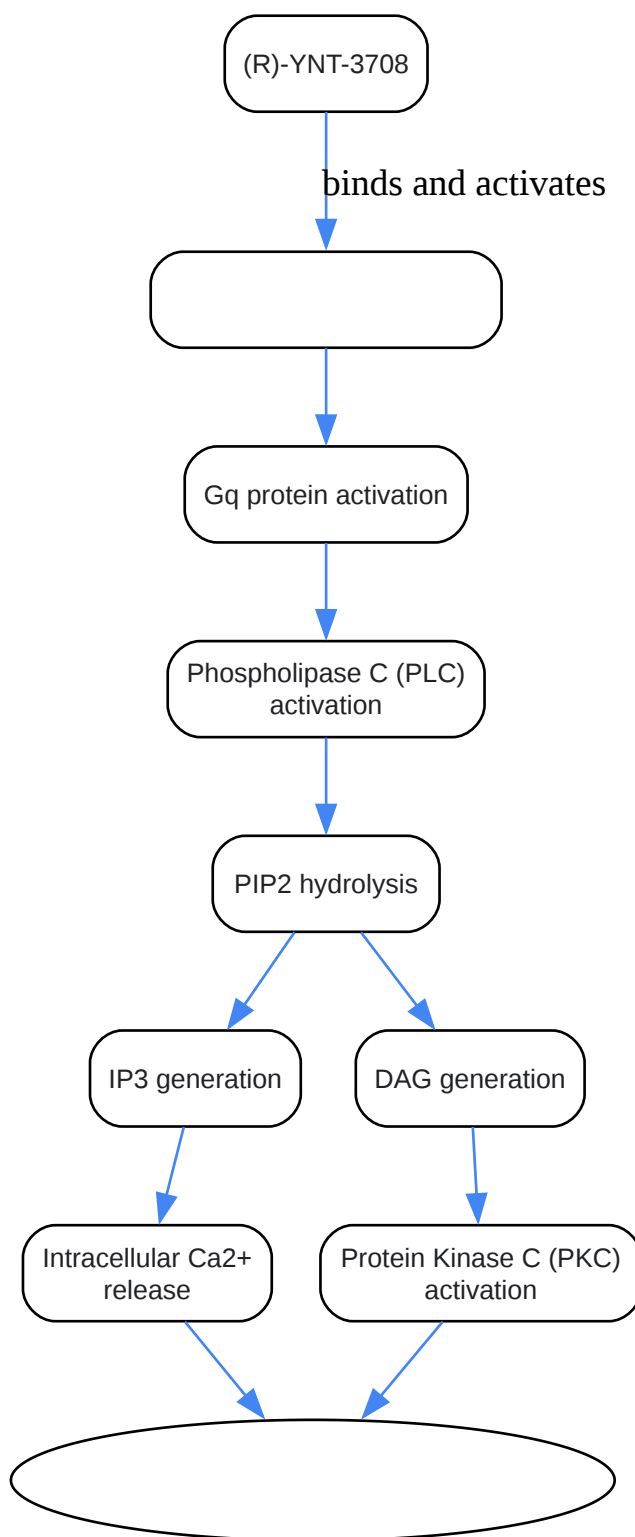 (R)-YNT-3708
binds and activates
Gq protein activation
Phospholipase C (PLC)
activation
PIP2 hydrolysis
IP3 generation
DAG generation
Intracellular Ca2+
release
Protein Kinase C (PKC)
activation